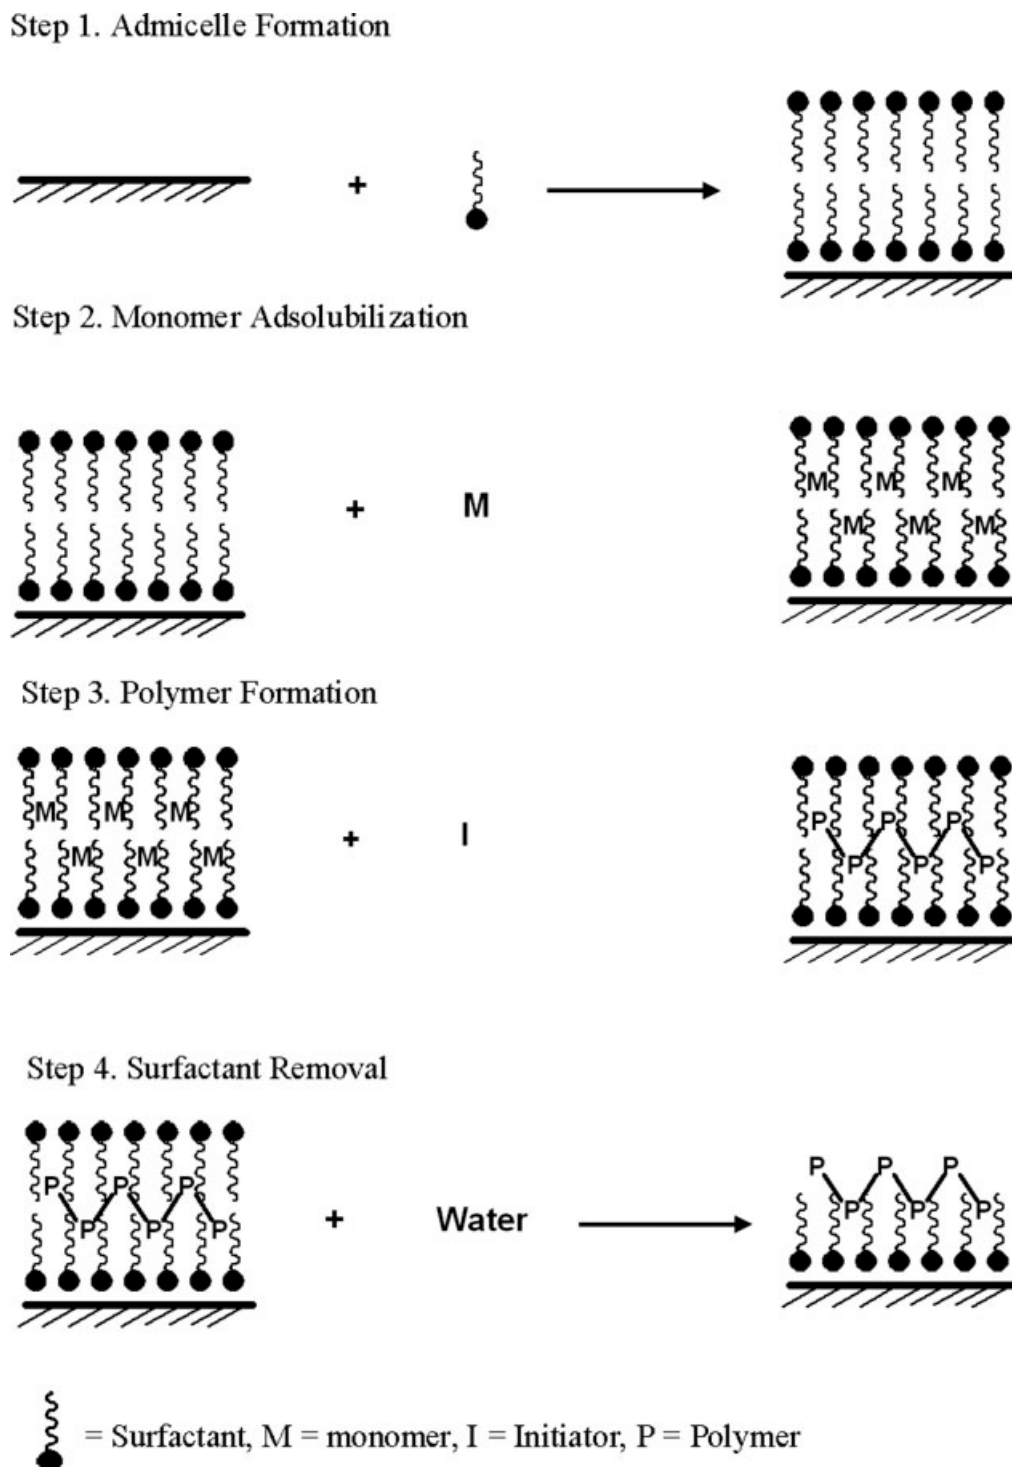 Step 1. Admicelle Formation
+
Step 2. Monomer Adsolubilization
+ M
M M M
M M M
Step 3. Polymer Formation
M M M
M M M
+ I
P P P
P P P
Step 4. Surfactant Removal
P P P
P P P
+ Water
P P P
P P P
= Surfactant, M = monomer, I = Initiator, P = Polymer